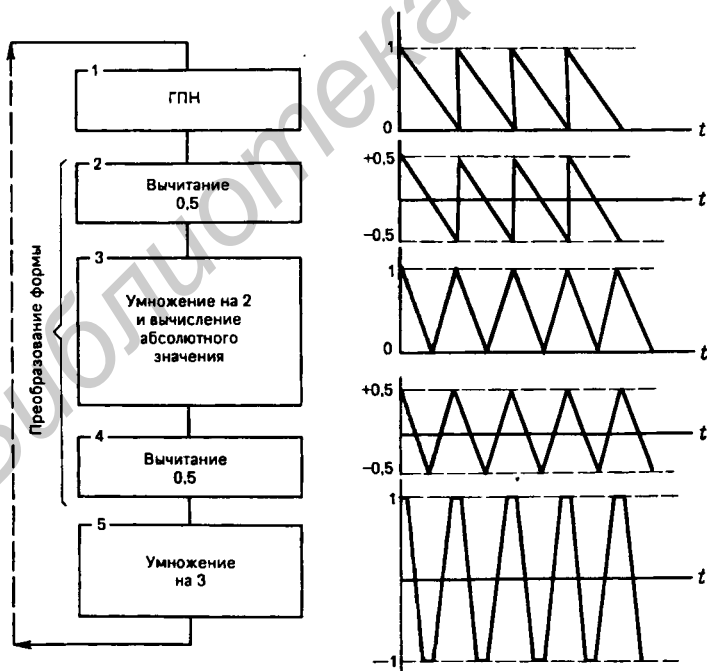 1
ГПН
2
Вычитание
0,5
3
Умножение на 2
и вычисление
абсолютного
значения
4
Вычитание
0,5
5
Умножение
на 3
Преобразование формы
1
0
t
+0,5
−0,5
t
1
0
t
+0,5
−0,5
t
1
−1
t
библиотека